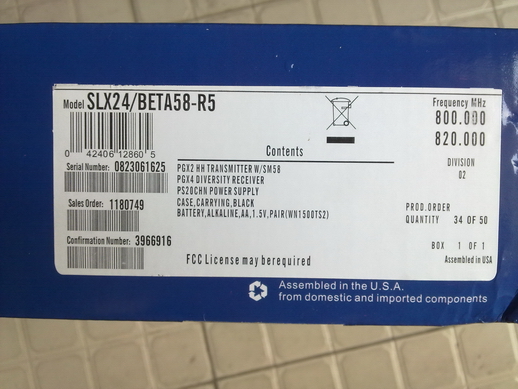 Model SLX24/BETA58-R5
0 42406 12860 5
Serial Number: 0823061625
Sales Order: 1180749
Confirmation Number: 3966916
Contents
PGX2 HH TRANSMITTER W/SM58
PGX4 DIVERSITY RECEIVER
PS20CHN POWER SUPPLY
CASE,CARRYING,BLACK
BATTERY,ALKALINE,AA,1.5V,PAIR(WN1500TS2)
FCC License may berequired
Frequency MHz
800.000
820.000
DIVISION
02
PROD.ORDER
QUANTITY 34 OF 50
BOX 1 OF 1
Assembled in USA
Assembled in the U.S.A.
from domestic and imported components